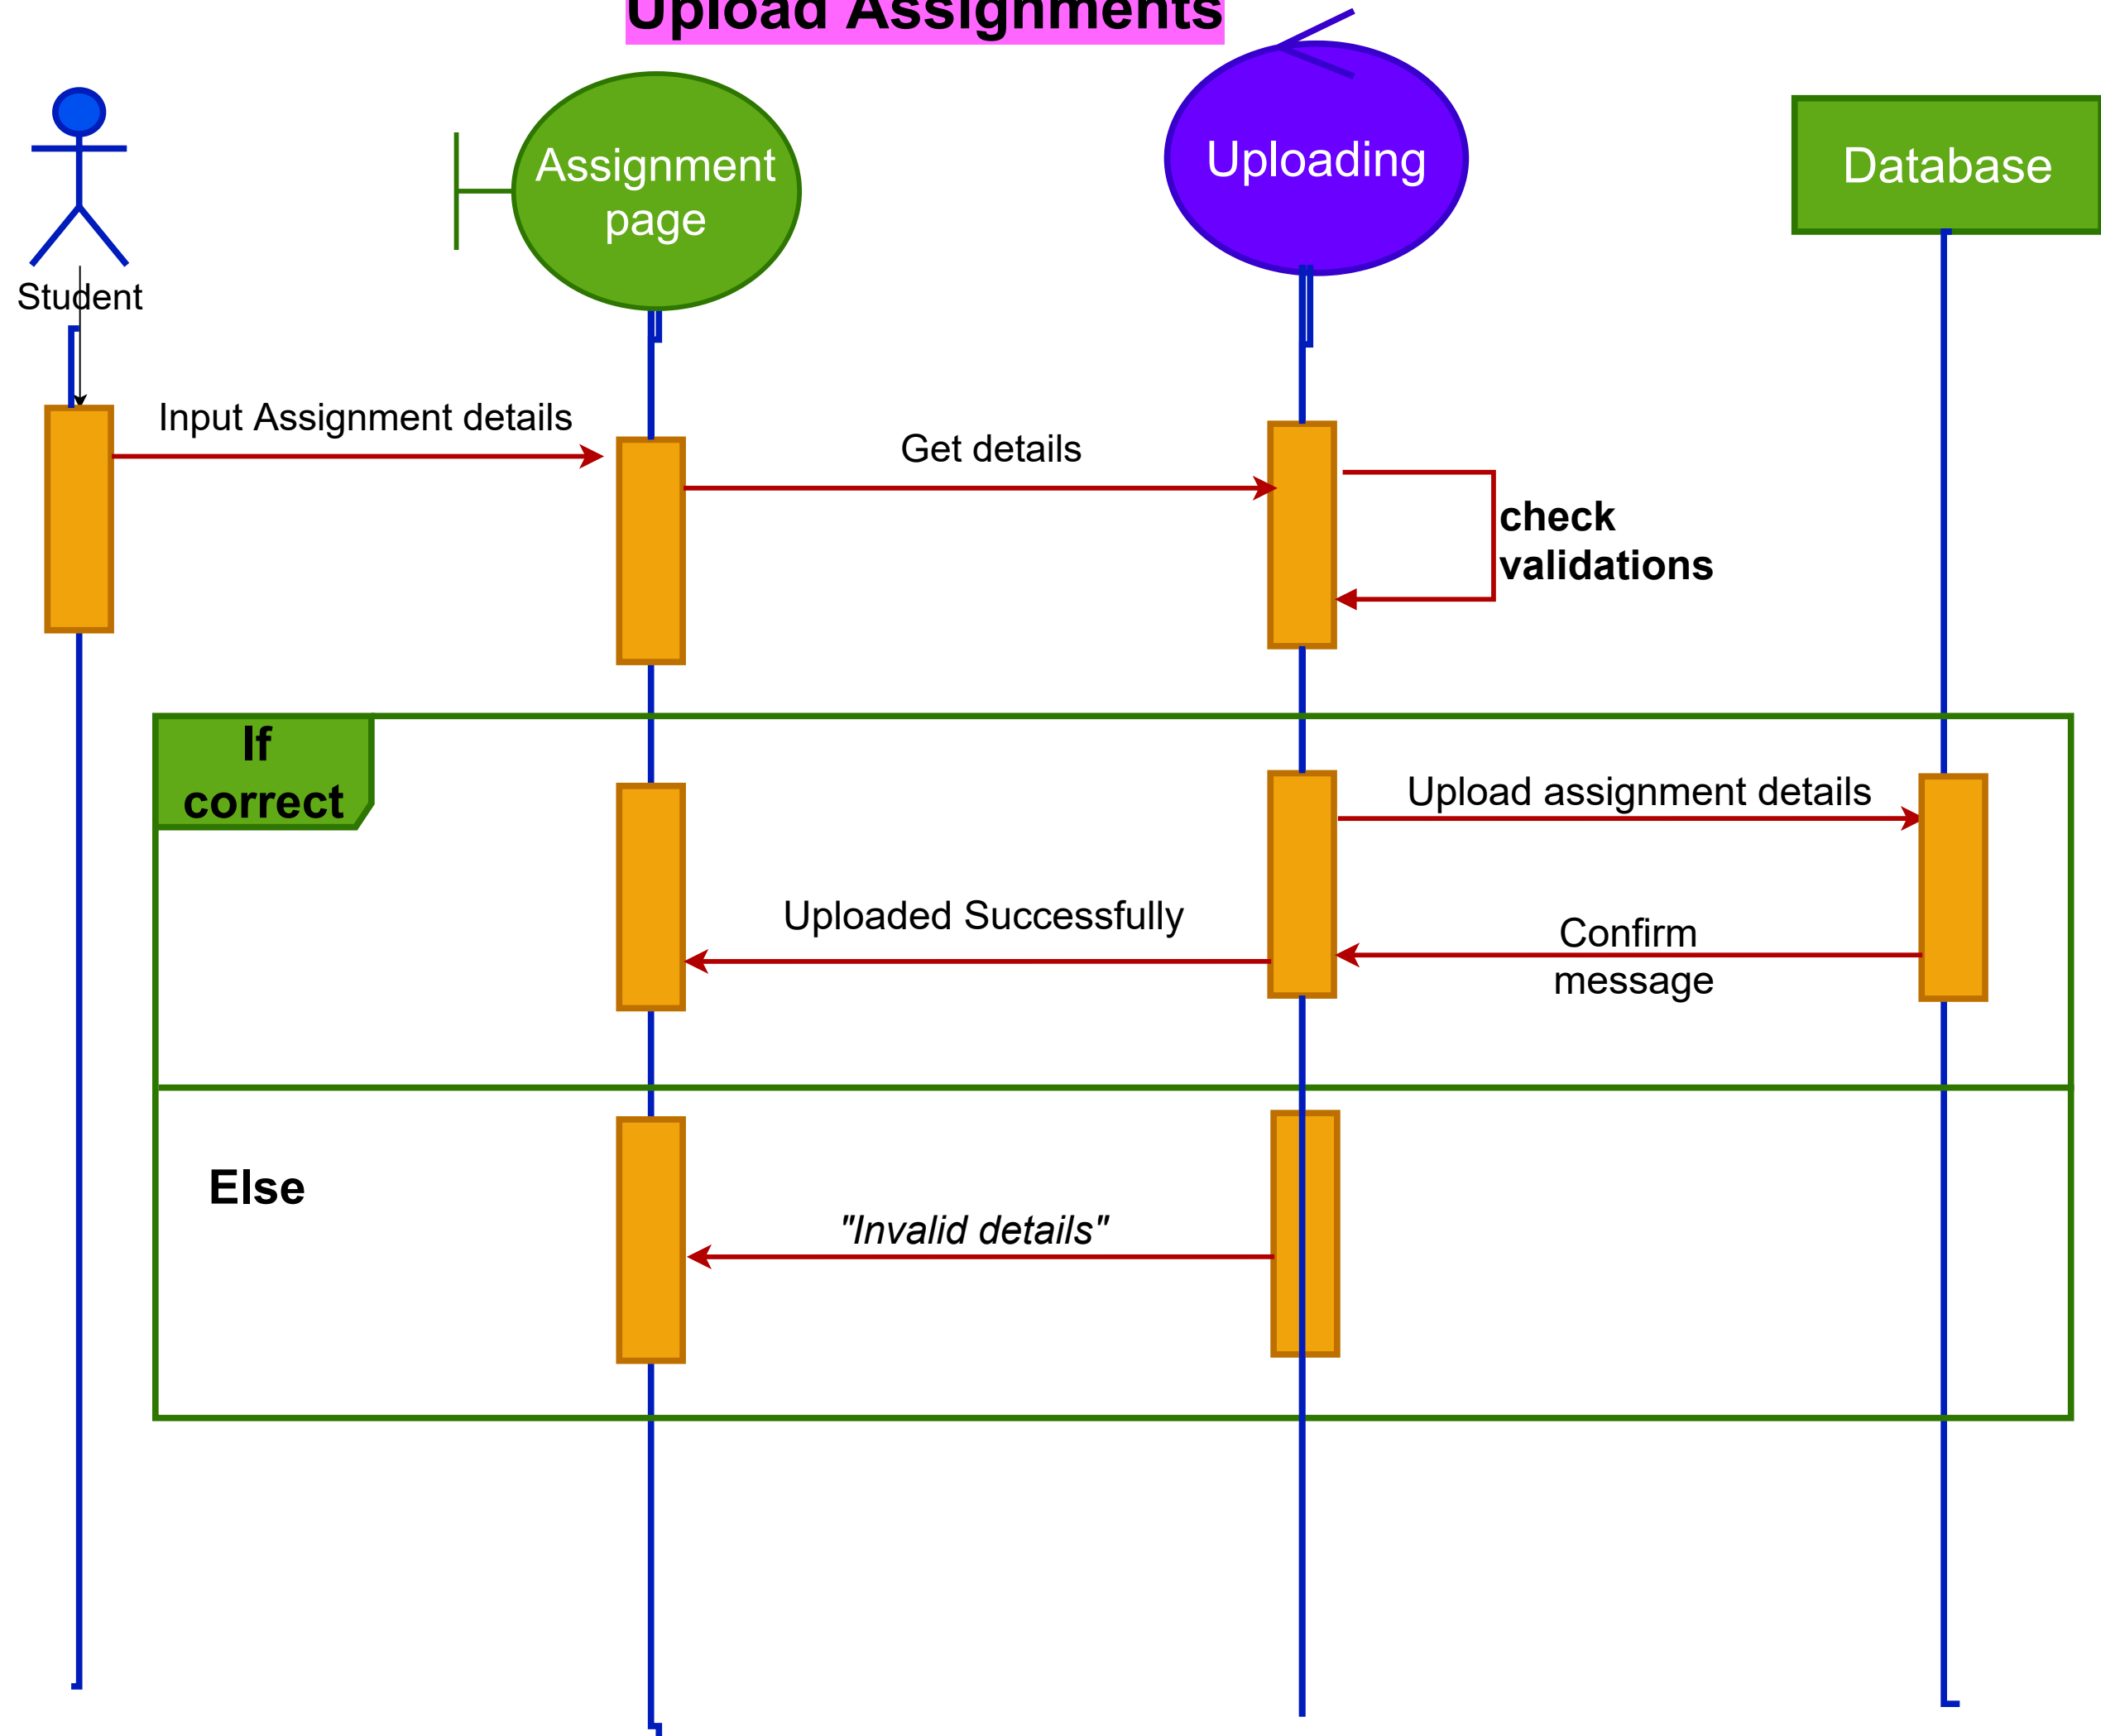 Upload Assignments
Assignment
page
Uploading
Database
Student
Input Assignment details
Get details
check
validations
If
correct
Upload assignment details
Uploaded Successfully
Confirm
message
Else
"Invalid details"